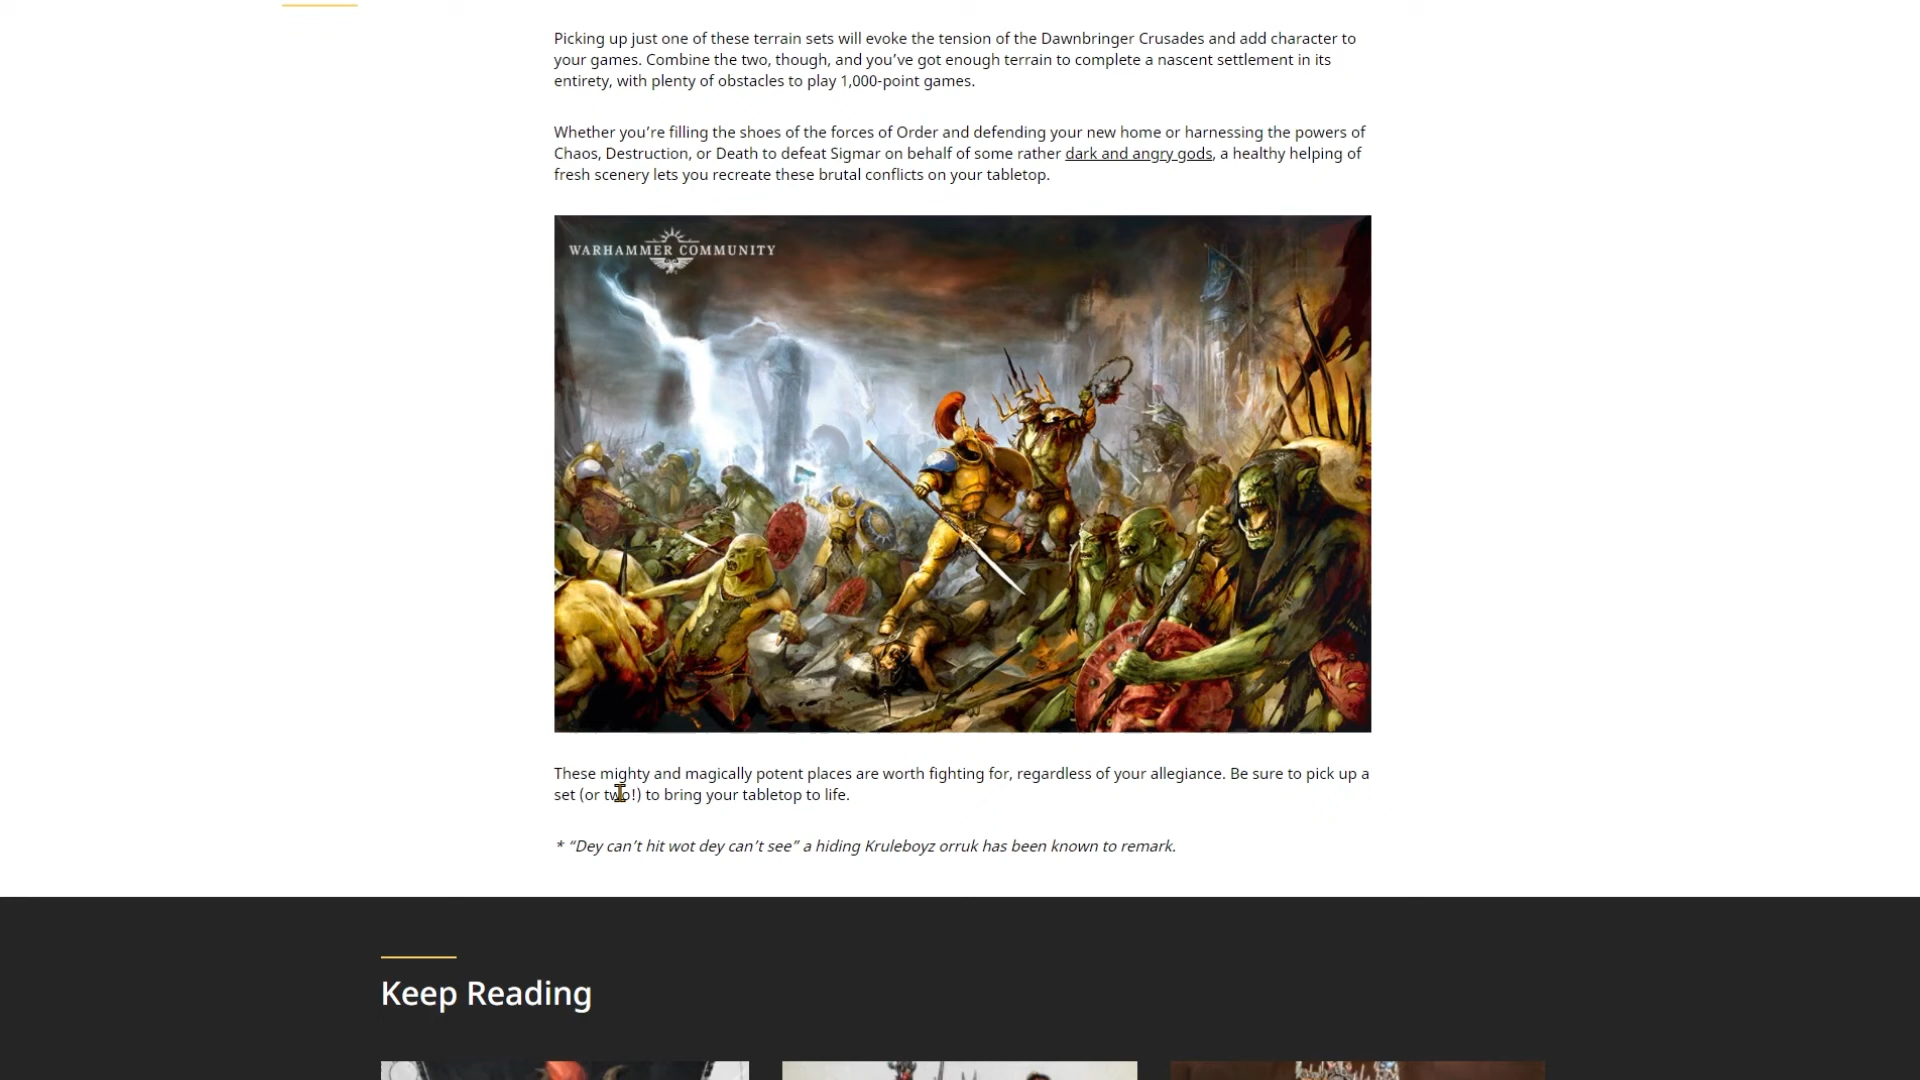 Picking up just one of these terrain sets will evoke the tension of the Dawnbringer Crusades and add character to
your games. Combine the two, though, and you’ve got enough terrain to complete a nascent settlement in its
entirety, with plenty of obstacles to play 1,000-point games.
Whether you’re filling the shoes of the forces of Order and defending your new home or harnessing the powers of
Chaos, Destruction, or Death to defeat Sigmar on behalf of some rather dark and angry gods, a healthy helping of
fresh scenery lets you recreate these brutal conflicts on your tabletop.
WARHAMMER COMMUNITY
These mighty and magically potent places are worth fighting for, regardless of your allegiance. Be sure to pick up a
set (or two!) to bring your tabletop to life.
* “Dey can’t hit wot dey can’t see” a hiding Kruleboyz orruk has been known to remark.
Keep Reading